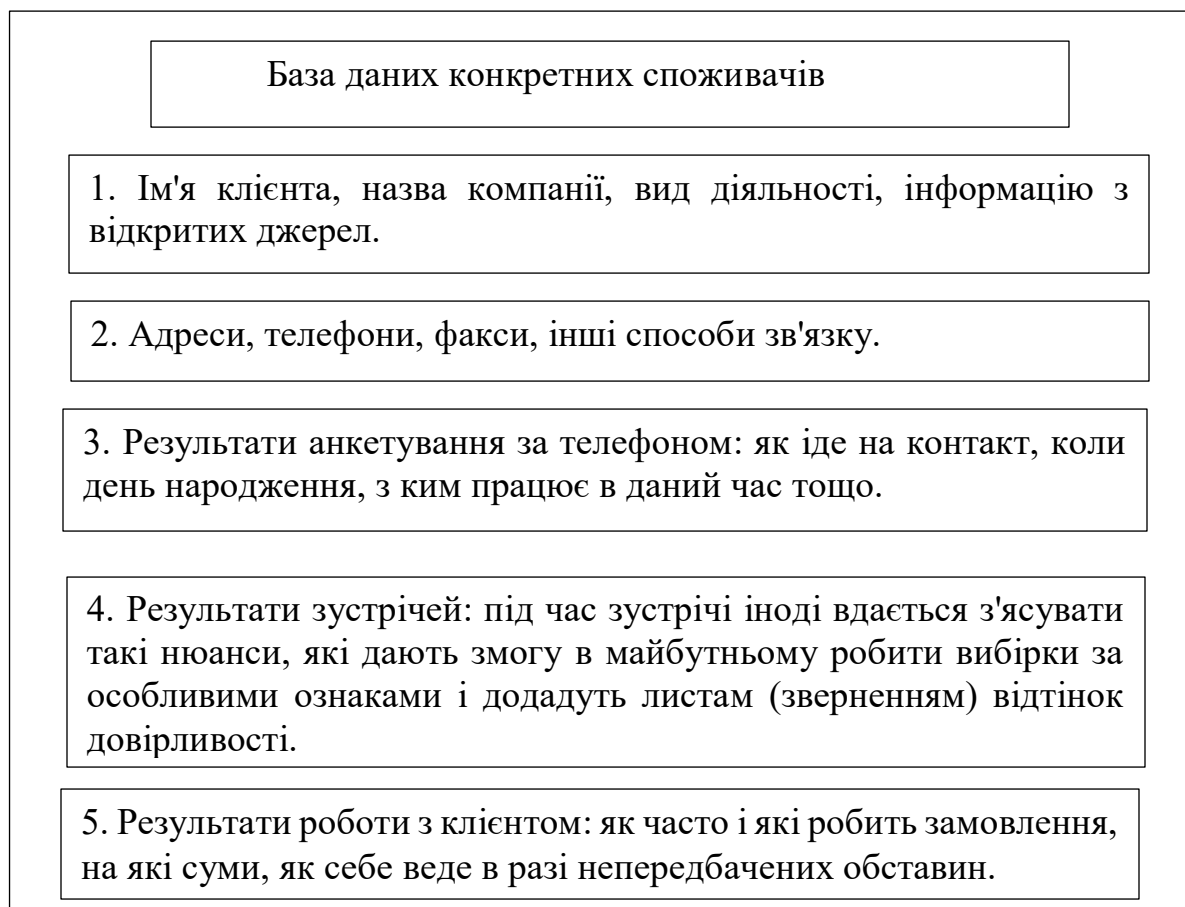 База даних конкретних споживачів
1. Ім'я клієнта, назва компанії, вид діяльності, інформацію з
відкритих джерел.
2. Адреси, телефони, факси, інші способи зв'язку.
3. Результати анкетування за телефоном: як іде на контакт, коли
день народження, з ким працює в даний час тощо.
4. Результати зустрічей: під час зустрічі іноді вдається з'ясувати
такі нюанси, які дають змогу в майбутньому робити вибірки за
особливими ознаками і додадуть листам (зверненням) відтінок
довірливості.
5. Результати роботи з клієнтом: як часто і які робить замовлення,
на які суми, як себе веде в разі непередбачених обставин.